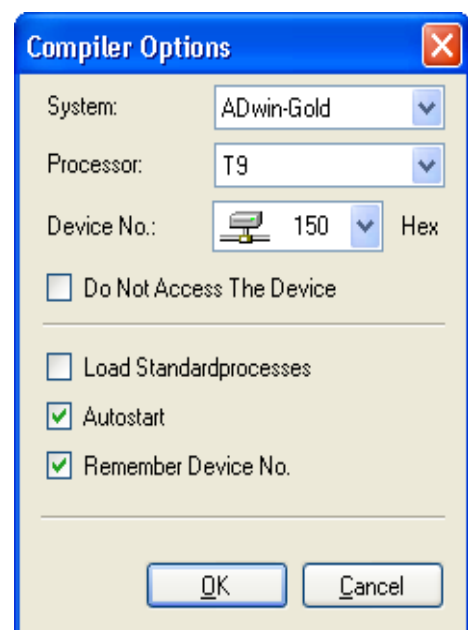 Compiler Options
System: ADwin-Gold
Processor: T9
Device No.: 150 Hex
Do Not Access The Device
Load Standardprocesses
Autostart
Remember Device No.
OK Cancel